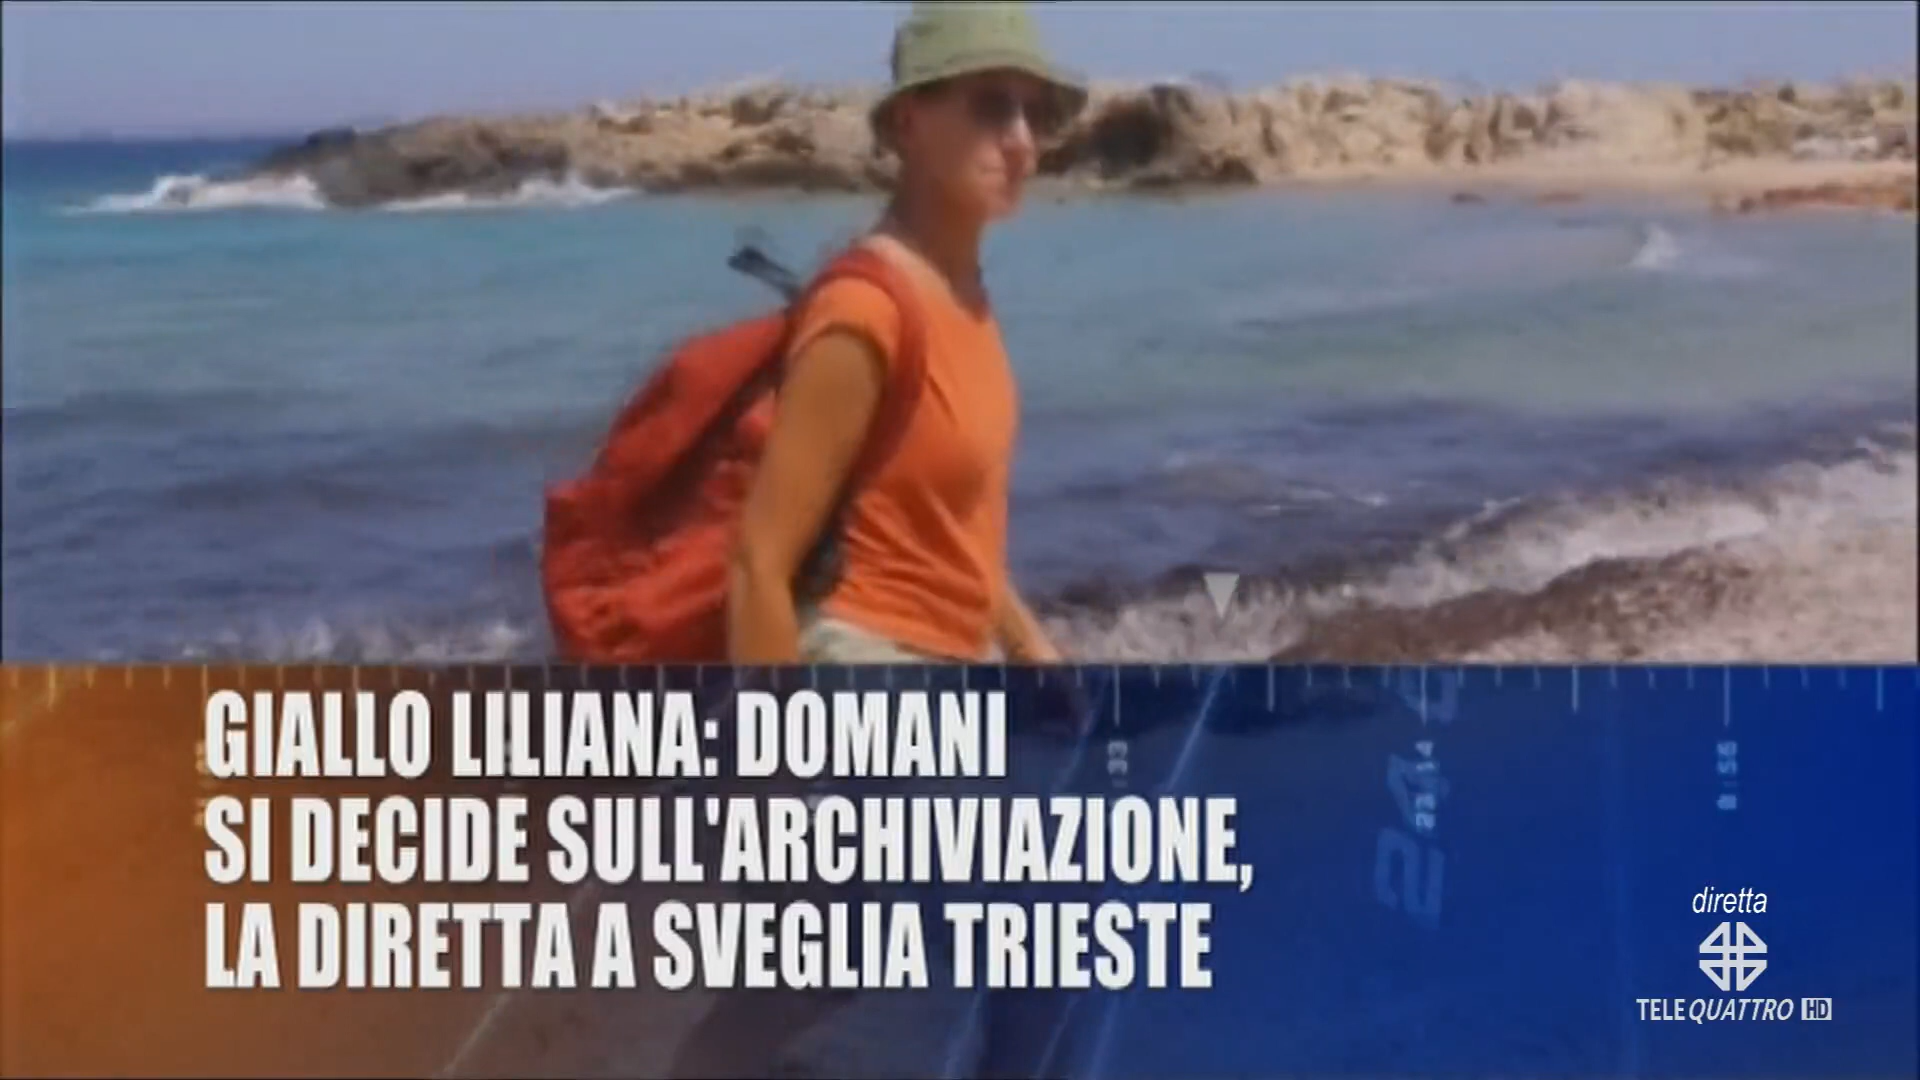 GIALLO LILIANA: DOMANI
SI DECIDE SULL'ARCHIVIAZIONE,
LA DIRETTA A SVEGLIA TRIESTE
diretta
TELEQUATTRO HD